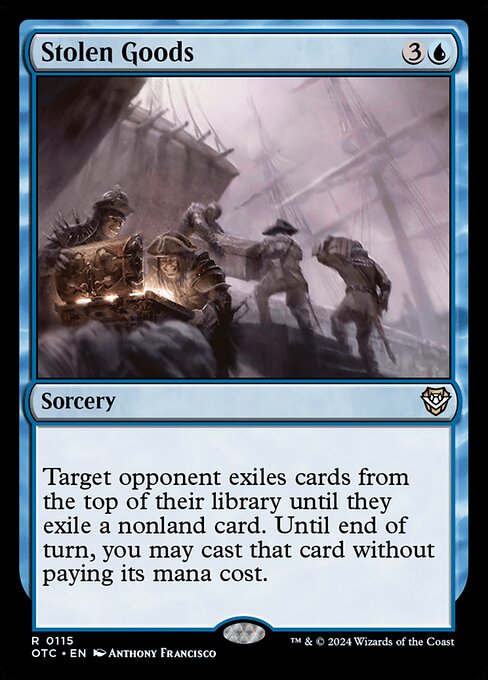 Stolen Goods 3
Sorcery
Target opponent exiles cards from
the top of their library until they
exile a nonland card. Until end of
turn, you may cast that card without
paying its mana cost.
R 0115
OTC • EN Anthony Francisco
™ & © 2024 Wizards of the Coast